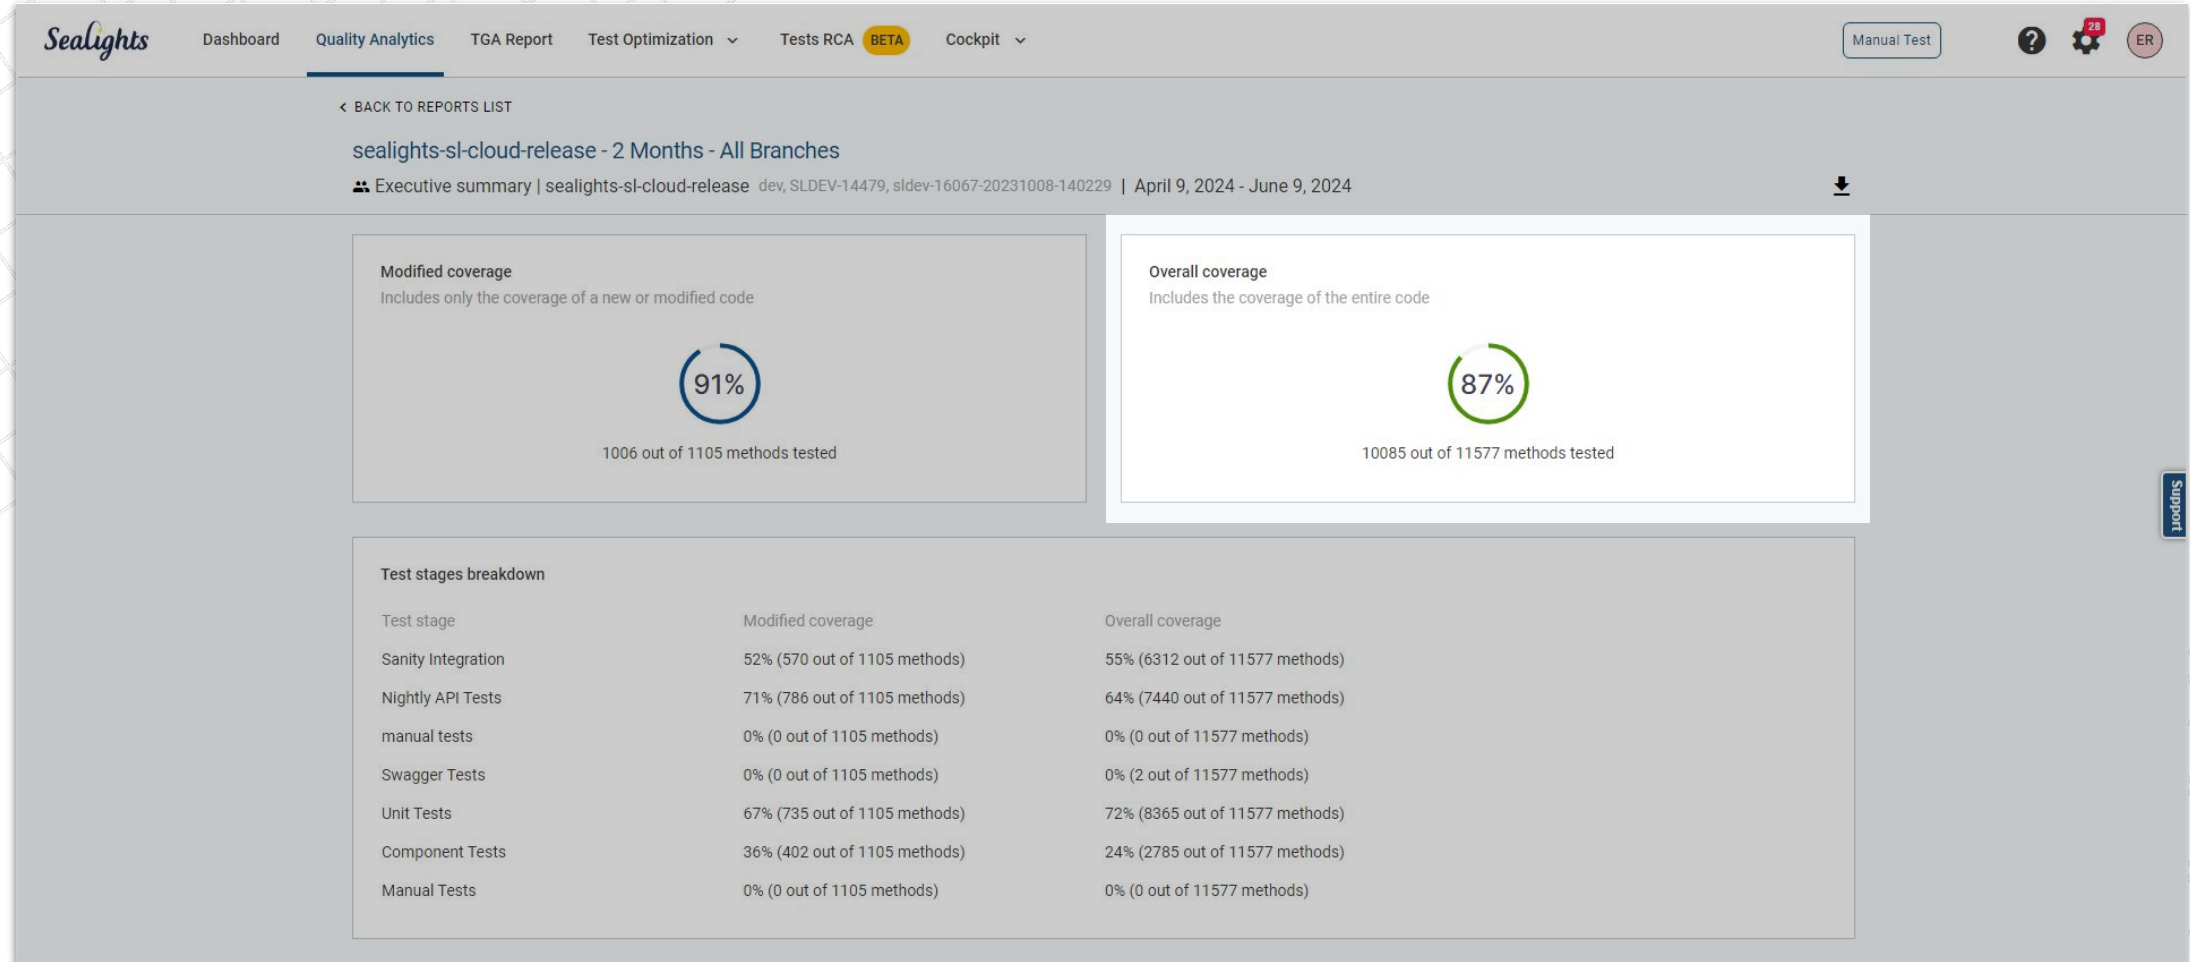 Sealights Dashboard Quality Analytics TGA Report Test Optimization Tests RCA BETA Cockpit Manual Test 28 ER
BACK TO REPORTS LIST
sealights-sl-cloud-release - 2 Months - All Branches
Executive summary | sealights-sl-cloud-release dev, SLDEV-14479, sldev-16067-20231008-140229 | April 9, 2024 - June 9, 2024
Modified coverage
Includes only the coverage of a new or modified code
91%
1006 out of 1105 methods tested
Overall coverage
Includes the coverage of the entire code
87%
10085 out of 11577 methods tested
Support
Test stages breakdown
Test stage Modified coverage Overall coverage
Sanity Integration 52% (570 out of 1105 methods) 55% (6312 out of 11577 methods)
Nightly API Tests 71% (786 out of 1105 methods) 64% (7440 out of 11577 methods)
manual tests 0% (0 out of 1105 methods) 0% (0 out of 11577 methods)
Swagger Tests 0% (0 out of 1105 methods) 0% (2 out of 11577 methods)
Unit Tests 67% (735 out of 1105 methods) 72% (8365 out of 11577 methods)
Component Tests 36% (402 out of 1105 methods) 24% (2785 out of 11577 methods)
Manual Tests 0% (0 out of 1105 methods) 0% (0 out of 11577 methods)